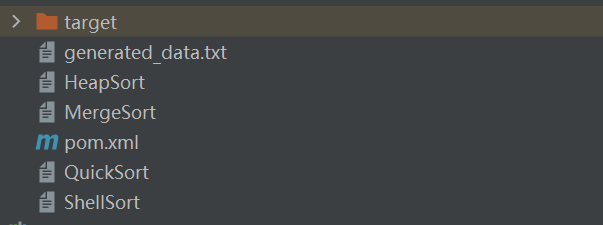 target
generated_data.txt
HeapSort
MergeSort
pom.xml
QuickSort
ShellSort